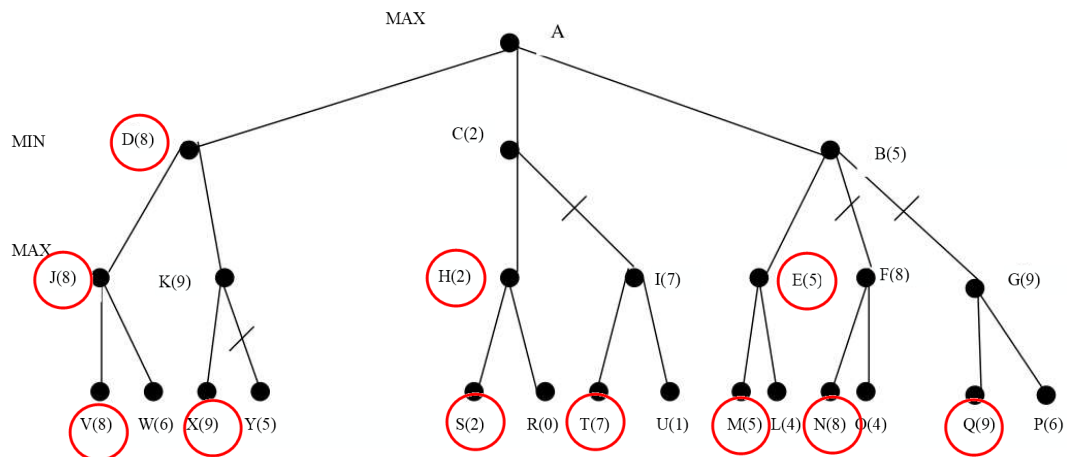 MAX
A
MIN
D(8)
C(2)
B(5)
MAX
J(8)
K(9)
H(2)
I(7)
E(5)
F(8)
G(9)
V(8)
W(6)
X(9)
Y(5)
S(2)
R(0)
T(7)
U(1)
M(5)
L(4)
N(8)
O(4)
Q(9)
P(6)